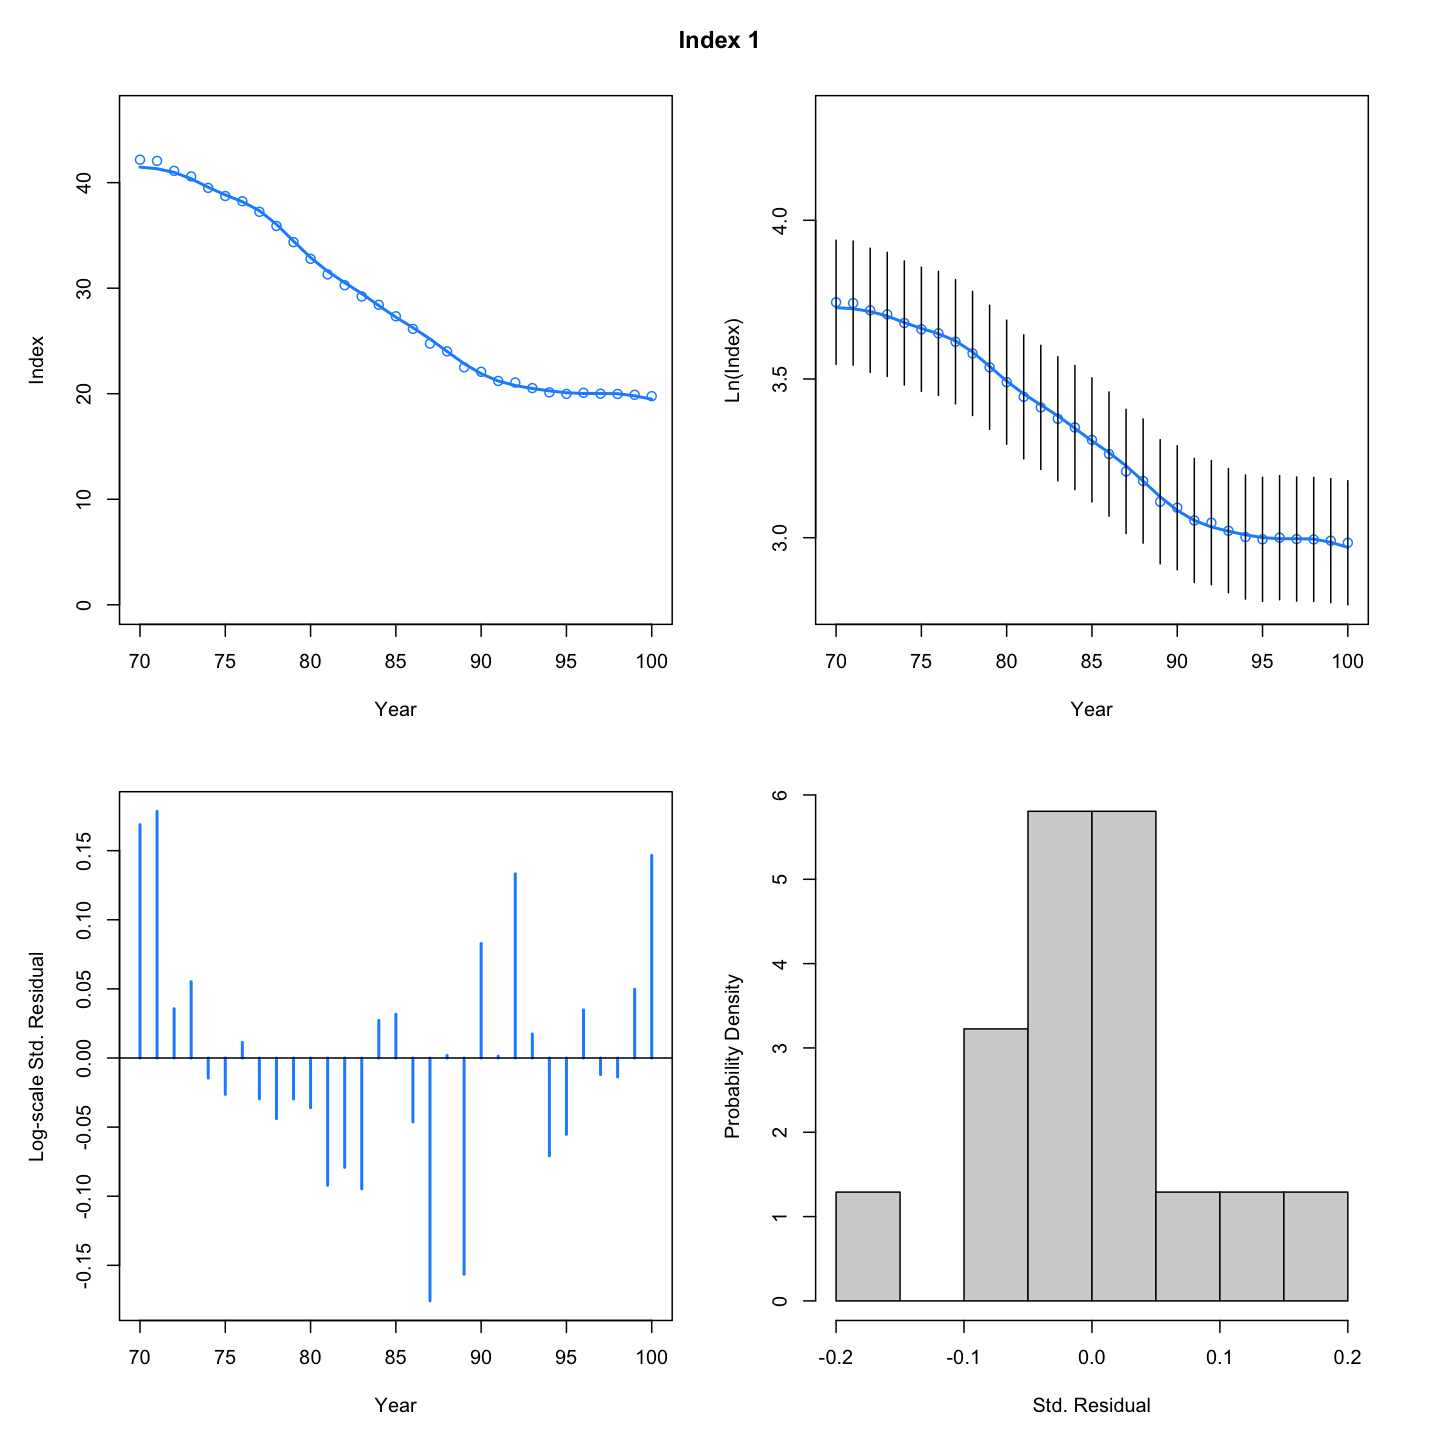 Index 1
Index
0 10 20 30 40
70 75 80 85 90 95 100
Year
Ln(Index)
3.0 3.5 4.0
70 75 80 85 90 95 100
Year
Log-scale Std. Residual
-0.15 -0.10 -0.05 0.00 0.05 0.10 0.15
70 75 80 85 90 95 100
Year
Probability Density
0 1 2 3 4 5 6
-0.2 -0.1 0.0 0.1 0.2
Std. Residual